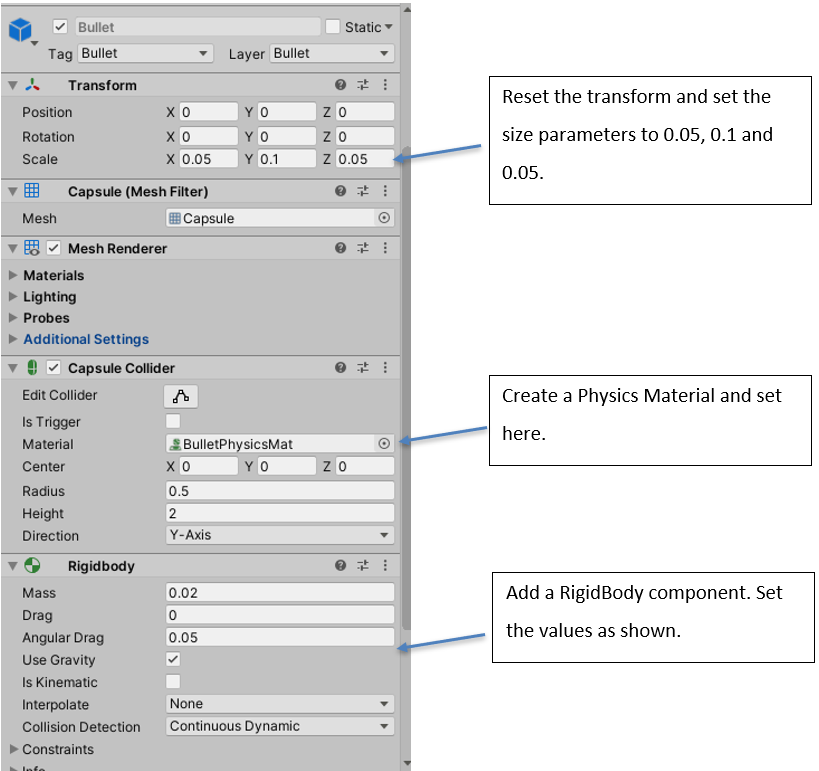 Bullet Static
Tag Bullet Layer Bullet
Transform
Position X 0 Y 0 Z 0
Rotation X 0 Y 0 Z 0
Scale X 0.05 Y 0.1 Z 0.05
Capsule (Mesh Filter)
Mesh Capsule
Mesh Renderer
Materials
Lighting
Probes
Additional Settings
Capsule Collider
Edit Collider
Is Trigger
Material BulletPhysicsMat
Center X 0 Y 0 Z 0
Radius 0.5
Height 2
Direction Y-Axis
Rigidbody
Mass 0.02
Drag 0
Angular Drag 0.05
Use Gravity
Is Kinematic
Interpolate None
Collision Detection Continuous Dynamic
Constraints
Info
Reset the transform and set the
size parameters to 0.05, 0.1 and
0.05.
Create a Physics Material and set
here.
Add a RigidBody component. Set
the values as shown.